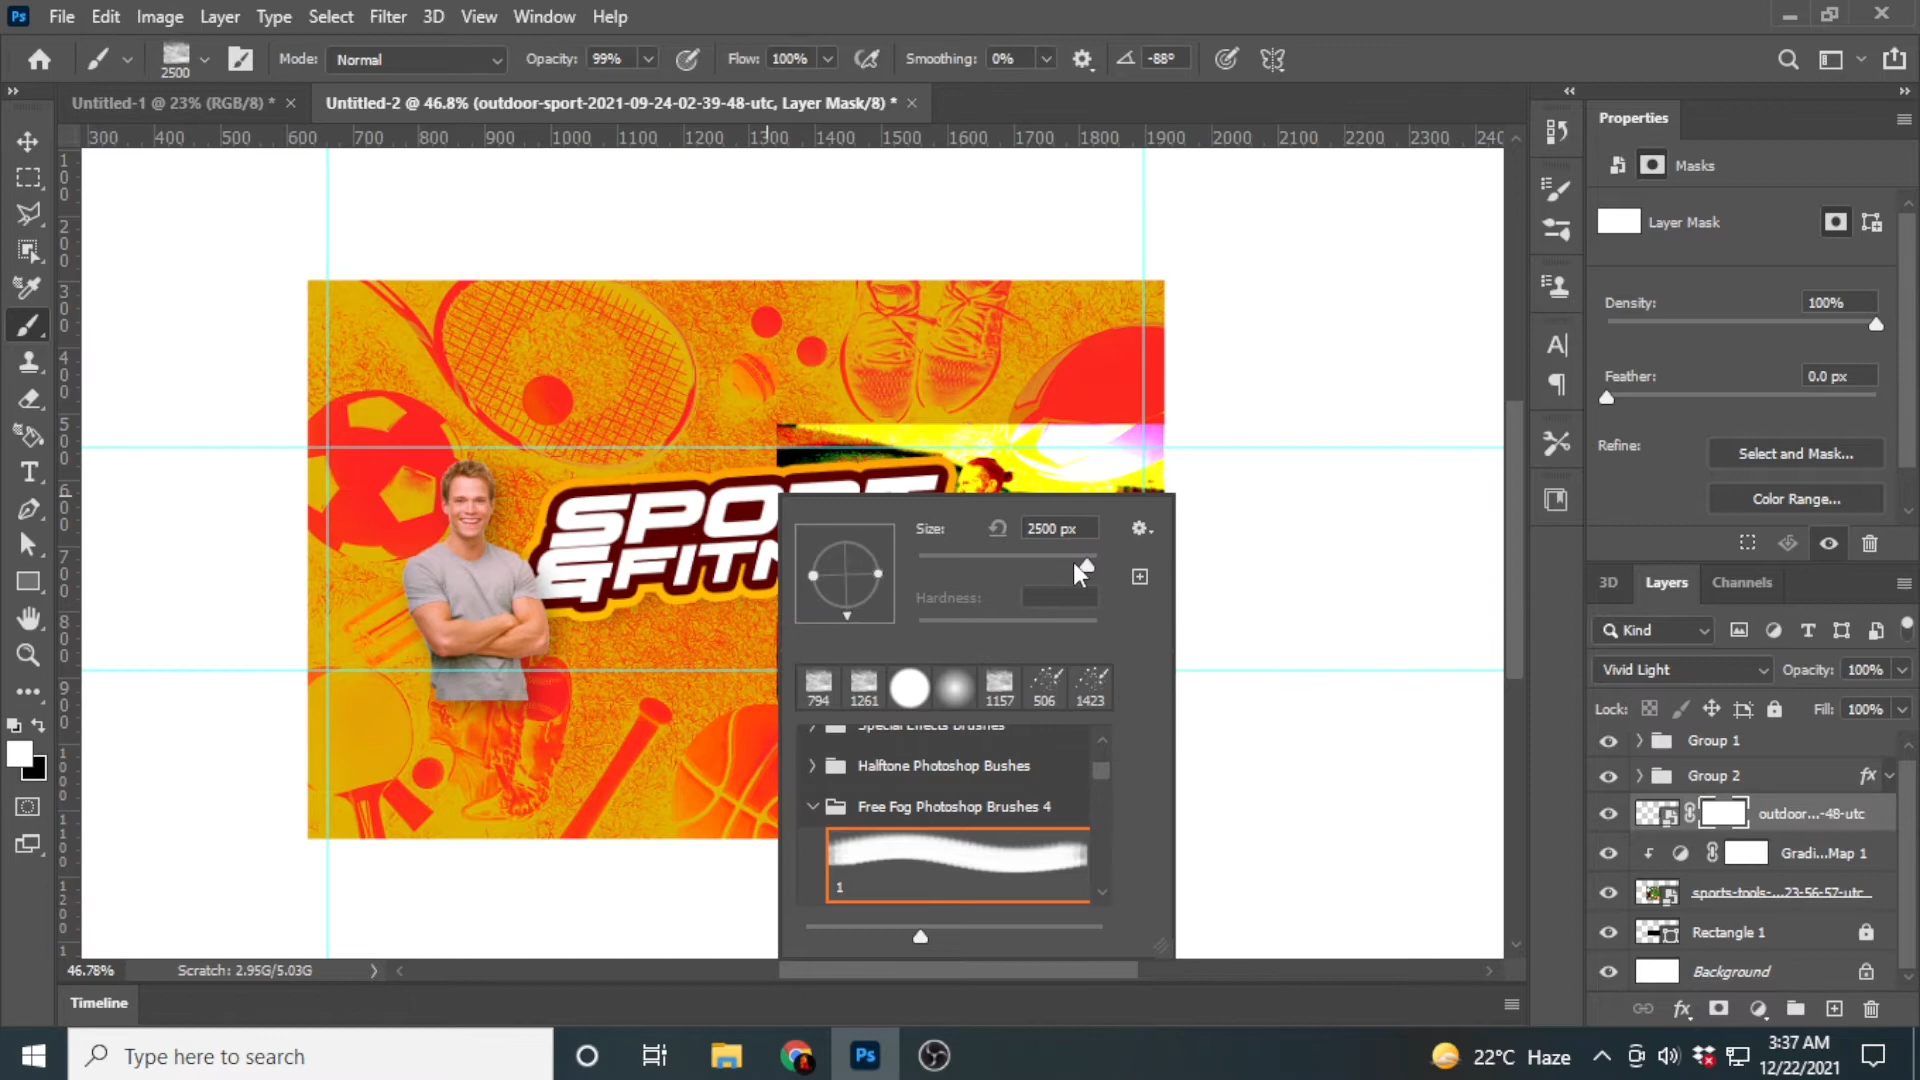 Ps File Edit Image Layer Type Select Filter 3D View Window Help
2500 Mode: Normal Opacity: 99% Flow: 100% Smoothing: 0% -88°
Untitled-1 @ 23% (RGB/8) * × Untitled-2 @ 46.8% (outdoor-sport-2021-09-24-02-39-48-utc, Layer Mask/8) * ×
300 400 500 600 700 800 900 1000 1100 1200 1300 1400 1500 1600 1700 1800 1900 2000 2100 2200 2300 240
Properties
Masks
Layer Mask
Density: 100%
Feather: 0.0 px
Refine: Select and Mask...
Color Range...
SPO
&FITN
Size: 2500 px
Hardness:
794 1261 1157 506 1423
Special Effects Brushes
Halftone Photoshop Bushes
Free Fog Photoshop Brushes 4
1
3D Layers Channels
Kind
Vivid Light Opacity: 100%
Lock: Fill: 100%
Group 1
Group 2 fx
outdoor...-48-utc
Gradi...Map 1
sports-tools-...23-56-57-utc
Rectangle 1
Background
fx
46.78% Scratch: 2.95G/5.03G
Timeline
Type here to search
Ps
22°C Haze
3:37 AM
12/22/2021